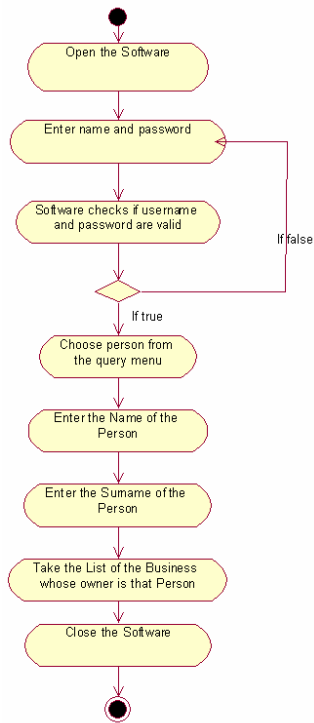 Open the Software
Enter name and password
Software checks if username
and password are valid
If false
If true
Choose person from
the query menu
Enter the Name of the
Person
Enter the Surname of the
Person
Take the List of the Business
whose owner is that Person
Close the Software